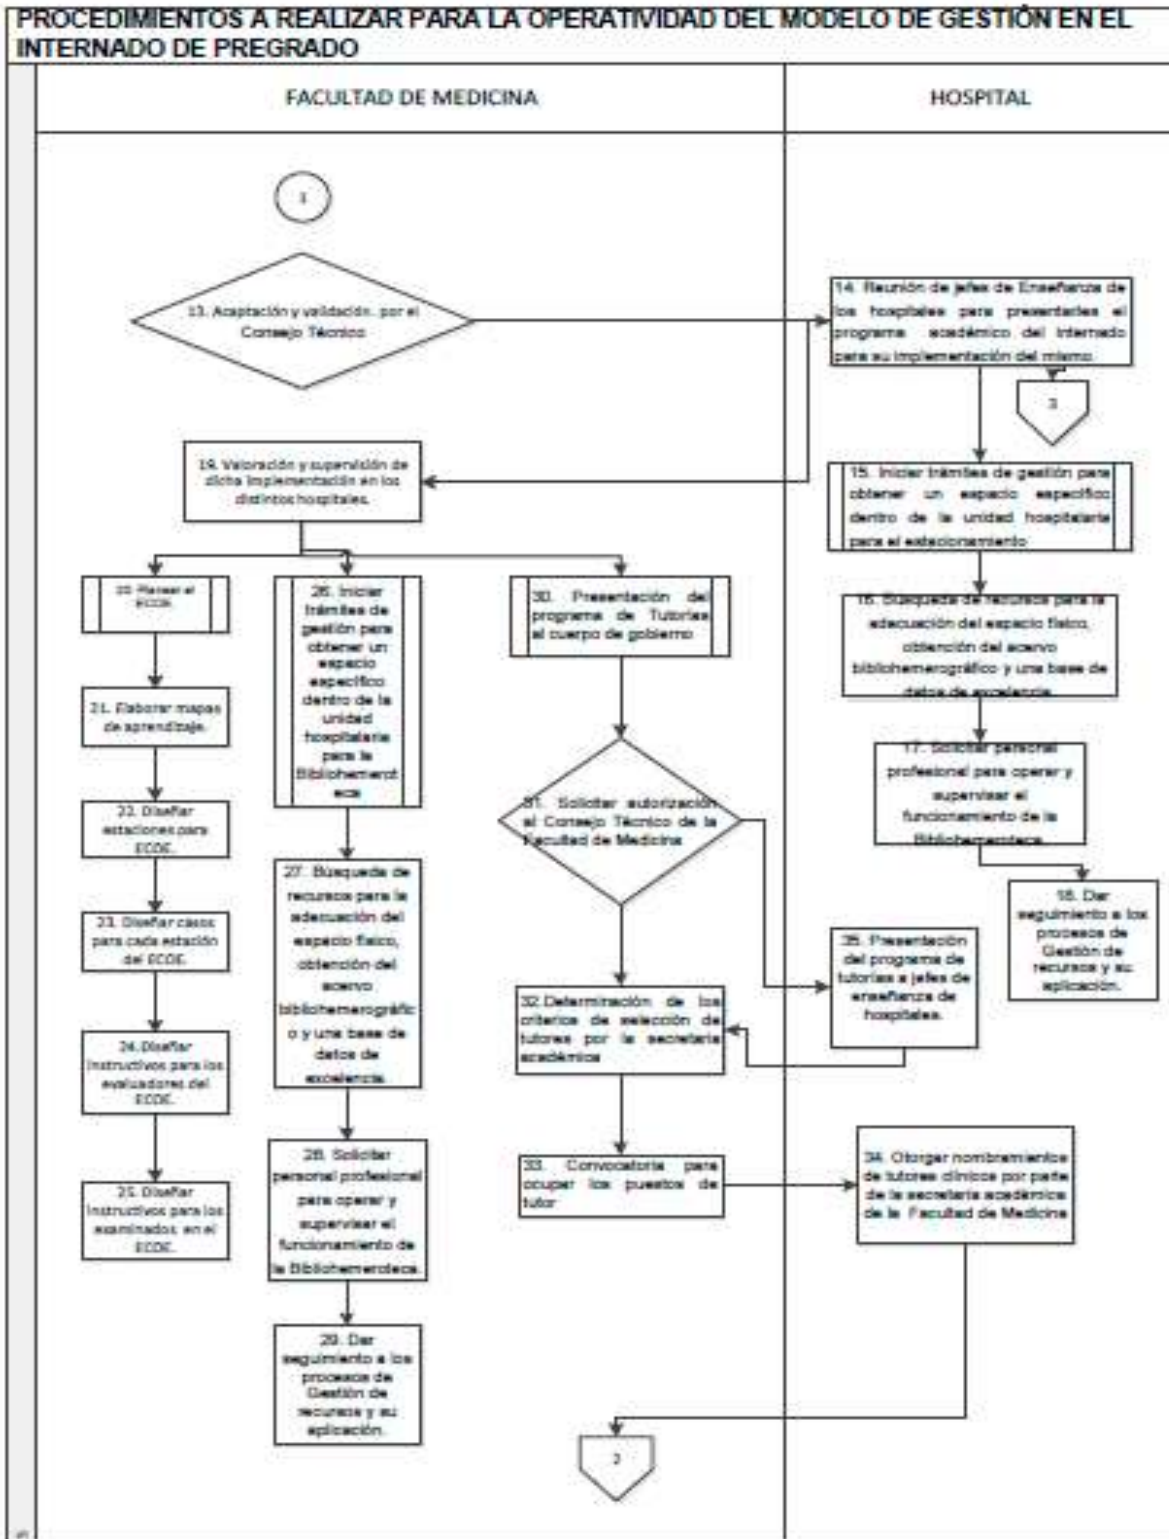 PROCEDIMIENTOS A REALIZAR PARA LA OPERATIVIDAD DEL MODELO DE GESTIÓN EN EL
INTERNADO DE PREGRADO
FACULTAD DE MEDICINA
HOSPITAL
1
13. Aceptación y validación. por el
Consejo Técnico
14. Reunión de jefes de Enseñanza de
los hospitales para presentarles el
programa académico del internado
para su implementación del mismo.
3
19. Valoración y supervisión de
dicha implementación en los
distintos hospitales.
15. Iniciar trámites de gestión para
obtener un espacio específico
dentro de la unidad hospitalaria
para el estacionamiento
16. Búsqueda de recursos para la
adecuación del espacio físico,
obtención del acervo
bibliohemerográfico y una base de
datos de excelencia.
17. Solicitar personal
profesional para operar y
supervisar el
funcionamiento de la
Bibliohemeroteca.
18. Dar
seguimiento a los
procesos de
Gestión de
recursos y su
aplicación.
20. Planear el
ECOE.
21. Elaborar mapas
de aprendizaje.
22. Diseñar
estaciones para
ECOE.
23. Diseñar casos
para cada estación
del ECOE.
24. Diseñar
instructivos para los
evaluadores del
ECOE.
25. Diseñar
instructivos para los
examinados en el
ECOE.
26. Iniciar
trámites de
gestión para
obtener un
espacio
específico
dentro de la
unidad
hospitalaria
para la
Bibliohemerot
eca
27. Búsqueda de
recursos para la
adecuación del
espacio físico,
obtención del
acervo
bibliohemerográfic
o y una base de
datos de
excelencia.
28. Solicitar
personal profesional
para operar y
supervisar el
funcionamiento de
la Bibliohemeroteca.
29. Dar
seguimiento a los
procesos de
Gestión de
recursos y su
aplicación.
30. Presentación del
programa de Tutorías
al cuerpo de gobierno
31. Solicitar autorización
al Consejo Técnico de la
Facultad de Medicina
32.Determinación de los
criterios de selección de
tutores por la secretaria
académica
33. Convocatoria para
ocupar los puestos de
tutor
35. Presentación
del programa de
tutorías a jefes de
enseñanza de
hospitales.
34. Otorgar nombramientos
de tutores clínicos por parte
de la secretaria académica
de la Facultad de Medicina
2